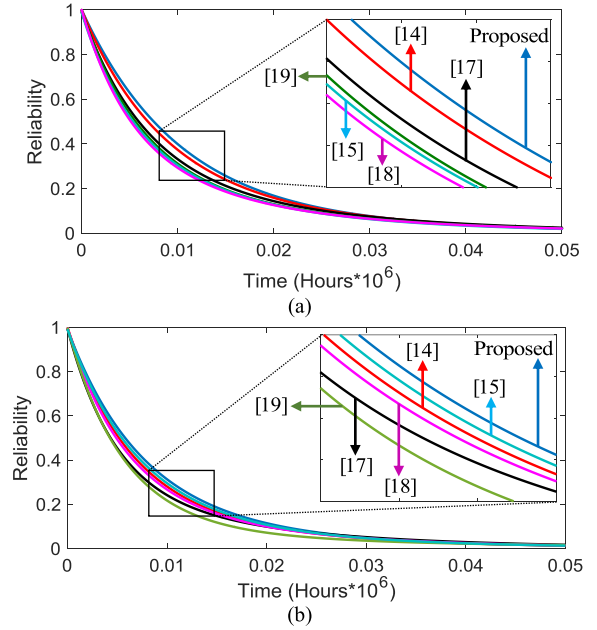 1
0.8
0.6
0.4
0.2
0
Reliability
[14]
Proposed
[19]
[17]
[15]
[18]
0 0.01 0.02 0.03 0.04 0.05
Time (Hours*10^6)
(a)
1
0.8
0.6
0.4
0.2
0
Reliability
[14]
Proposed
[15]
[19]
[17]
[18]
0 0.01 0.02 0.03 0.04 0.05
Time (Hours*10^6)
(b)